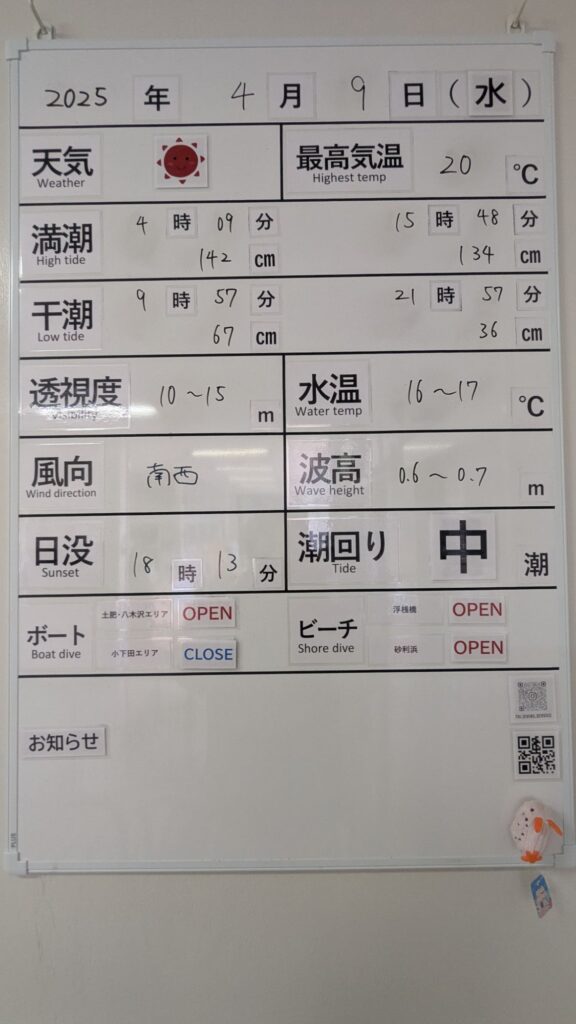 2025 年 4 月 9 日 (水)
天気 最高気温 20 ℃
Weather Highest temp
満潮 4 時 09 分 15 時 48 分
High tide 142 cm 134 cm
干潮 9 時 57 分 21 時 57 分
Low tide 67 cm 36 cm
透視度 10～15 m 水温 16～17 ℃
Visibility Water temp
風向 南西 波高 0.6～0.7 m
Wind direction Wave height
日没 18 時 13 分 潮回り 中 潮
Sunset Tide
ボート 土肥・八木沢エリア OPEN ビーチ 浮桟橋 OPEN
Boat dive 小下田エリア CLOSE Shore dive 砂利浜 OPEN
お知らせ
PLUS